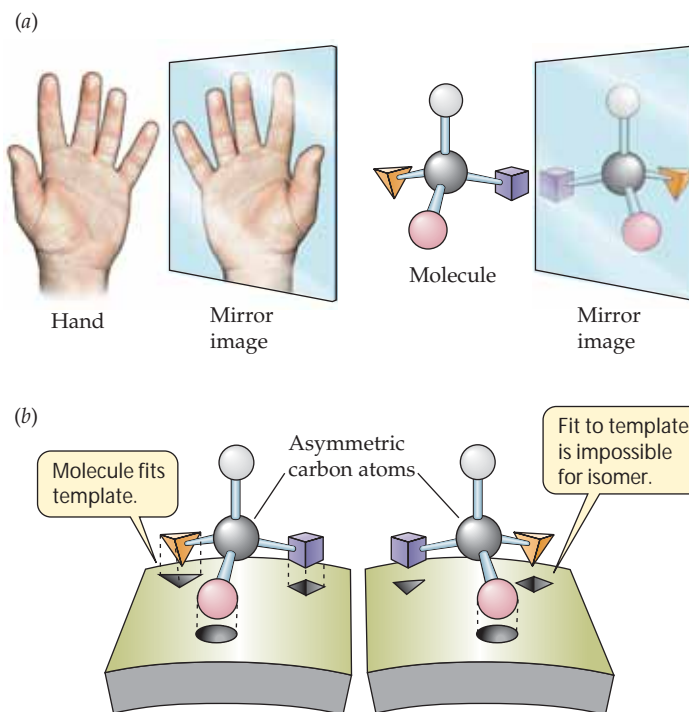 (a)
Hand
Mirror
image
Molecule
Mirror
image
(b)
Molecule fits
template.
Asymmetric
carbon atoms
Fit to template
is impossible
for isomer.